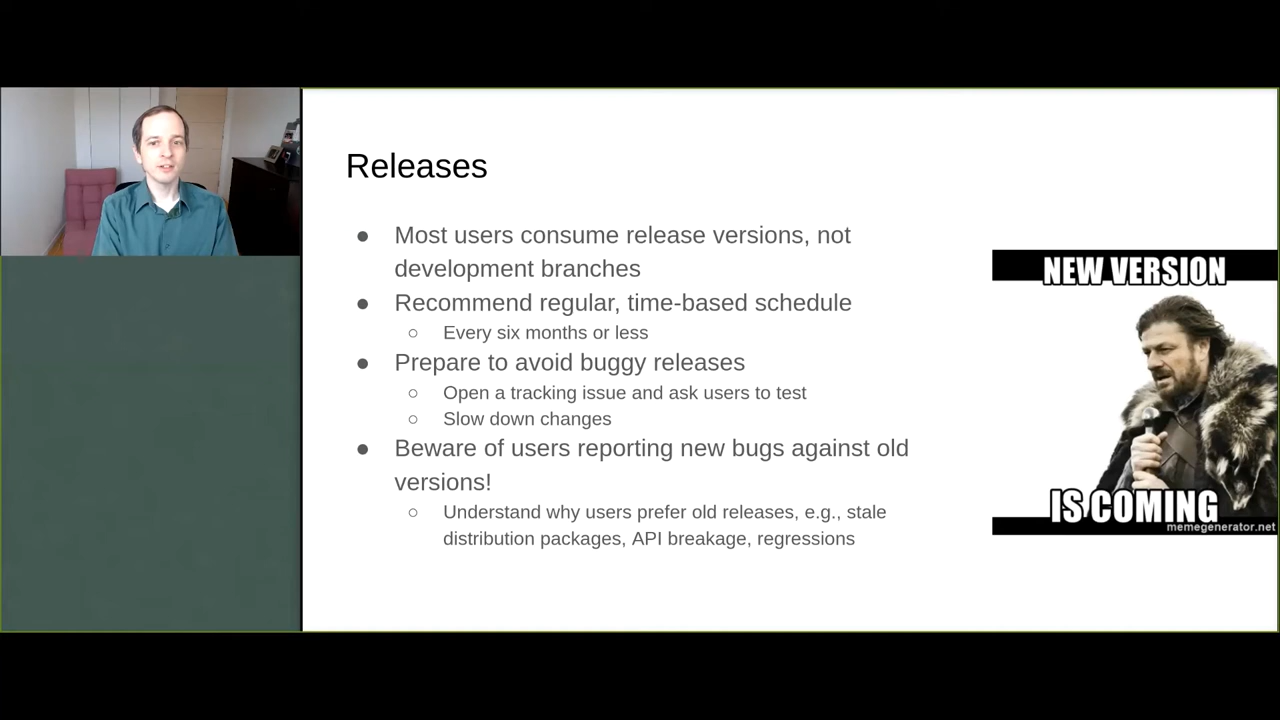 Releases
● Most users consume release versions, not
development branches
● Recommend regular, time-based schedule
○ Every six months or less
● Prepare to avoid buggy releases
○ Open a tracking issue and ask users to test
○ Slow down changes
● Beware of users reporting new bugs against old
versions!
○ Understand why users prefer old releases, e.g., stale
distribution packages, API breakage, regressions
NEW VERSION
IS COMING
memegenerator.net